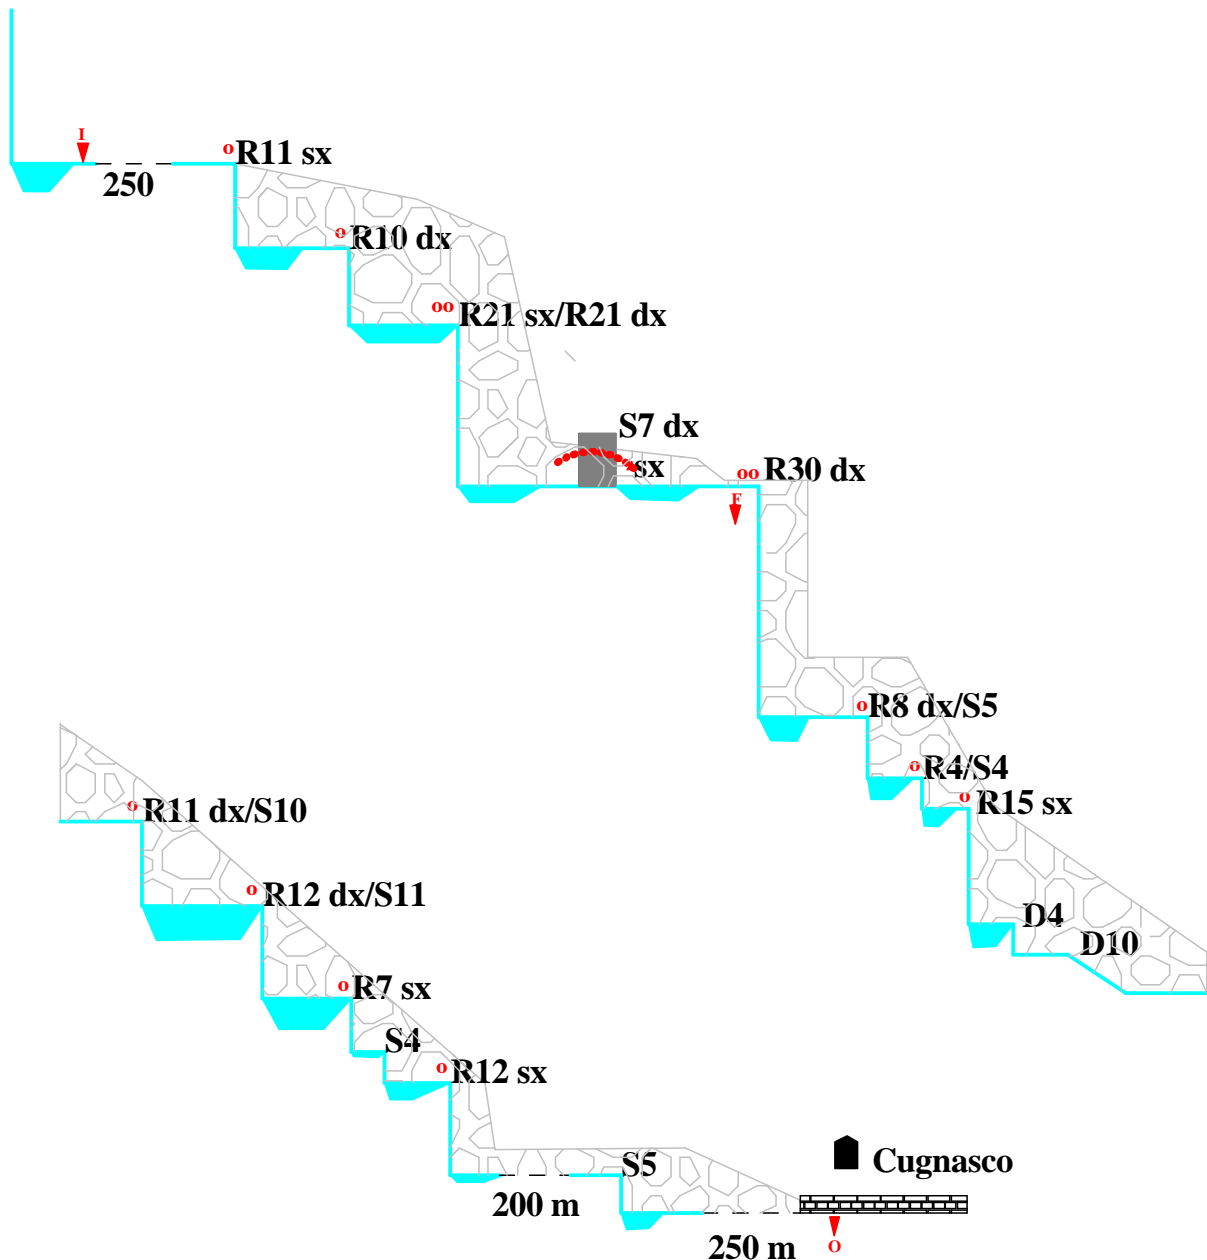 I
R11 sx
250
R10 dx
R21 sx/R21 dx
S7 dx
sx
R30 dx
E
R8 dx/S5
R4/S4
R15 sx
D4
D10
R11 dx/S10
R12 dx/S11
R7 sx
S4
R12 sx
S5
200 m
Cugnasco
250 m
O